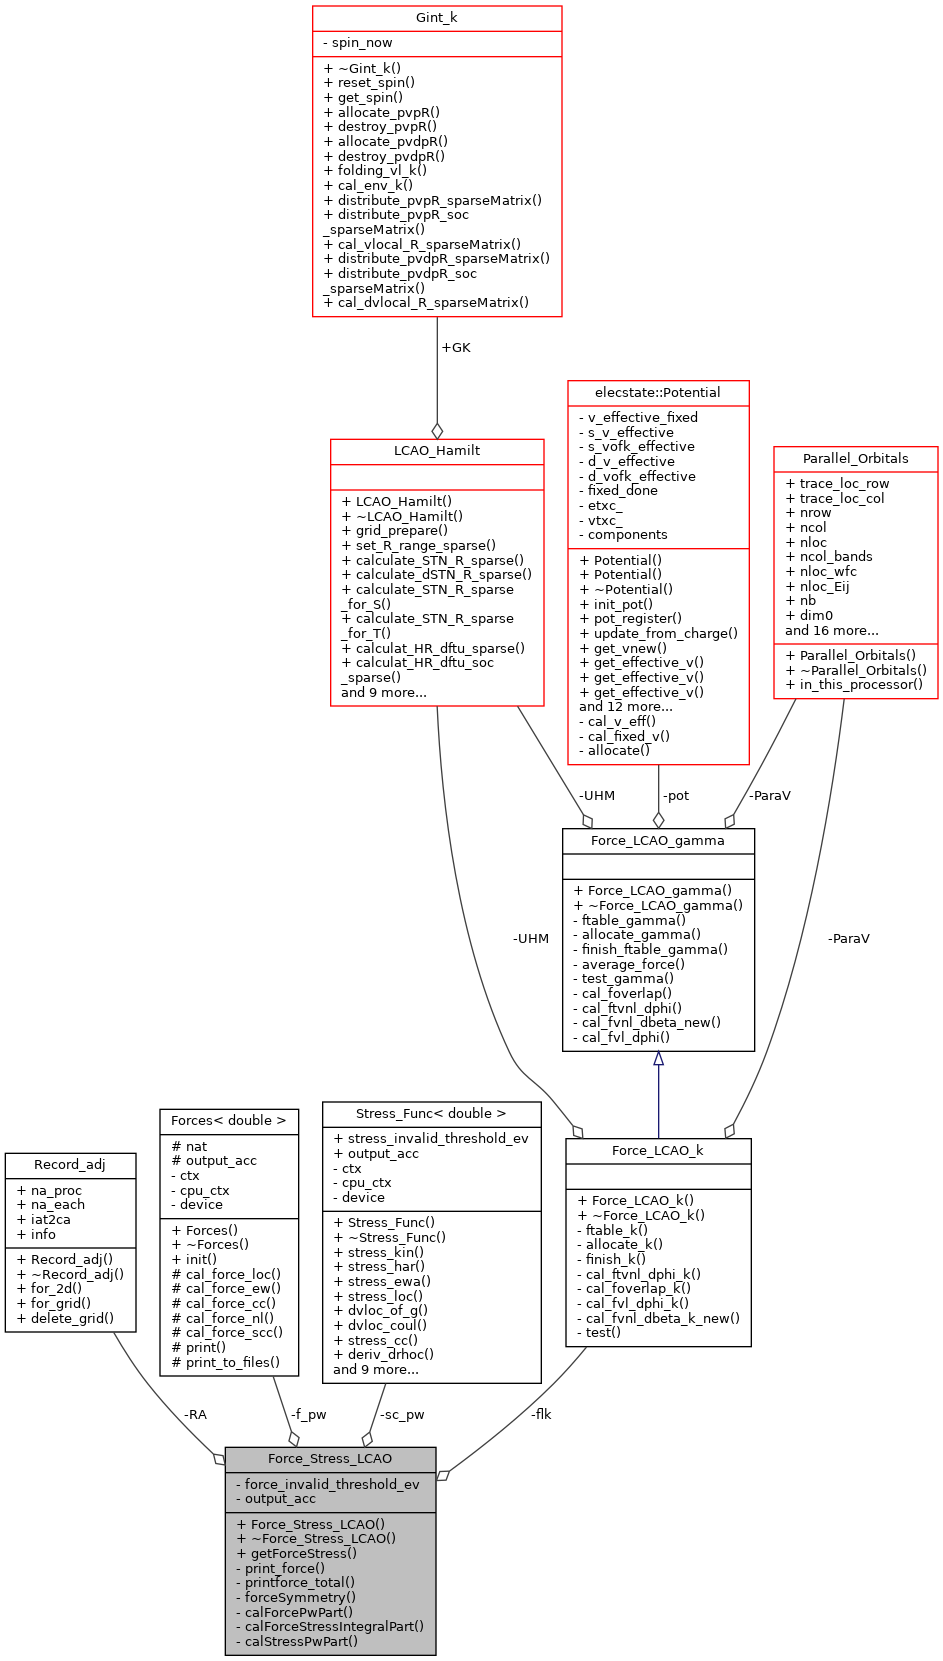 Gint_k
- spin_now
+ ~Gint_k()
+ reset_spin()
+ get_spin()
+ allocate_pvpR()
+ destroy_pvpR()
+ allocate_pvdpR()
+ destroy_pvdpR()
+ folding_vl_k()
+ cal_env_k()
+ distribute_pvpR_sparseMatrix()
+ distribute_pvpR_soc
_sparseMatrix()
+ cal_vlocal_R_sparseMatrix()
+ distribute_pvdpR_sparseMatrix()
+ distribute_pvdpR_soc
_sparseMatrix()
+ cal_dvlocal_R_sparseMatrix()
+GK
LCAO_Hamilt
+ LCAO_Hamilt()
+ ~LCAO_Hamilt()
+ grid_prepare()
+ set_R_range_sparse()
+ calculate_STN_R_sparse()
+ calculate_dSTN_R_sparse()
+ calculate_STN_R_sparse
_for_S()
+ calculate_STN_R_sparse
_for_T()
+ calculat_HR_dftu_sparse()
+ calculat_HR_dftu_soc
_sparse()
and 9 more...
elecstate::Potential
- v_effective_fixed
- s_v_effective
- s_vofk_effective
- d_v_effective
- d_vofk_effective
- fixed_done
- etxc_
- vtxc_
- components
+ Potential()
+ Potential()
+ ~Potential()
+ init_pot()
+ pot_register()
+ update_from_charge()
+ get_vnew()
+ get_effective_v()
+ get_effective_v()
+ get_effective_v()
and 12 more...
- cal_v_eff()
- cal_fixed_v()
- allocate()
Parallel_Orbitals
+ trace_loc_row
+ trace_loc_col
+ nrow
+ ncol
+ nloc
+ ncol_bands
+ nloc_wfc
+ nloc_Eij
+ nb
+ dim0
and 16 more...
+ Parallel_Orbitals()
+ ~Parallel_Orbitals()
+ in_this_processor()
-UHM
-pot
-ParaV
Force_LCAO_gamma
+ Force_LCAO_gamma()
+ ~Force_LCAO_gamma()
- ftable_gamma()
- allocate_gamma()
- finish_ftable_gamma()
- average_force()
- test_gamma()
- cal_foverlap()
- cal_ftvnl_dphi()
- cal_fvnl_dbeta_new()
- cal_fvl_dphi()
-UHM
-ParaV
Record_adj
+ na_proc
+ na_each
+ iat2ca
+ info
+ Record_adj()
+ ~Record_adj()
+ for_2d()
+ for_grid()
+ delete_grid()
Forces< double >
# nat
# output_acc
- ctx
- cpu_ctx
- device
+ Forces()
+ ~Forces()
+ init()
# cal_force_loc()
# cal_force_ew()
# cal_force_cc()
# cal_force_nl()
# cal_force_scc()
# print()
# print_to_files()
Stress_Func< double >
+ stress_invalid_threshold_ev
+ output_acc
- ctx
- cpu_ctx
- device
+ Stress_Func()
+ ~Stress_Func()
+ stress_kin()
+ stress_har()
+ stress_ewa()
+ stress_loc()
+ dvloc_of_g()
+ dvloc_coul()
+ stress_cc()
+ deriv_drhoc()
and 9 more...
Force_LCAO_k
+ Force_LCAO_k()
+ ~Force_LCAO_k()
- ftable_k()
- allocate_k()
- finish_k()
- cal_ftvnl_dphi_k()
- cal_foverlap_k()
- cal_fvl_dphi_k()
- cal_fvnl_dbeta_k_new()
- test()
-RA
-f_pw
-sc_pw
-flk
Force_Stress_LCAO
- force_invalid_threshold_ev
- output_acc
+ Force_Stress_LCAO()
+ ~Force_Stress_LCAO()
+ getForceStress()
- print_force()
- printforce_total()
- forceSymmetry()
- calForcePwPart()
- calForceStressIntegralPart()
- calStressPwPart()